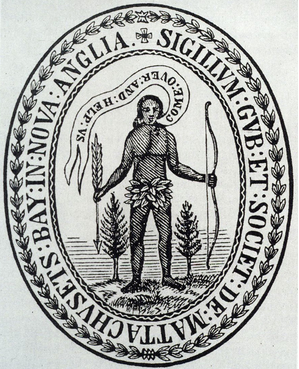 SIGILLVM : GVB : ET : SOCIET : DE : MATTACHVSETS : BAY : IN : NOVA : ANGLIA .
COME · OVER · AND · HELP · VS